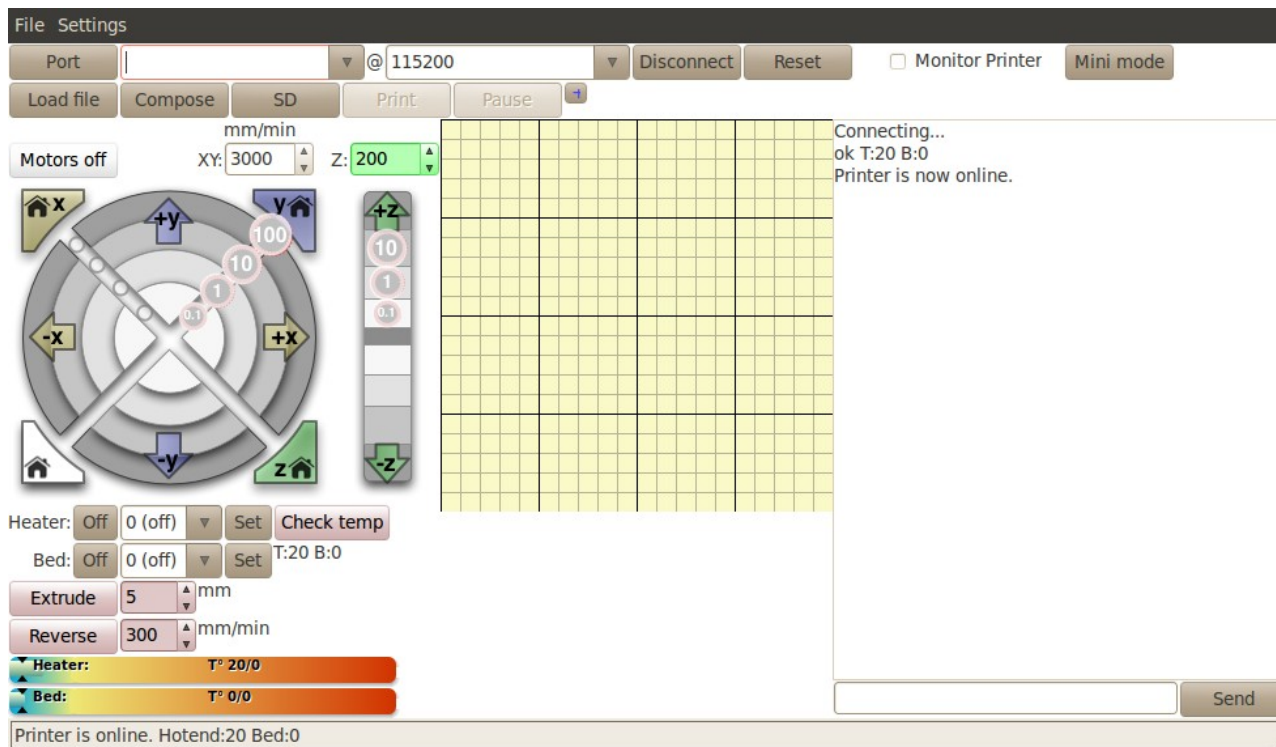 File Settings
Port @ 115200 Disconnect Reset Monitor Printer Mini mode
Load file Compose SD Print Pause
mm/min
Motors off XY: 3000 Z: 200
x +y y +z
100 10 1 0.1
10 1 0.1
-x +x
-y z -z
Heater: Off 0 (off) Set Check temp
Bed: Off 0 (off) Set T:20 B:0
Extrude 5 mm
Reverse 300 mm/min
Heater: T° 20/0
Bed: T° 0/0
Connecting...
ok T:20 B:0
Printer is now online.
Send
Printer is online. Hotend:20 Bed:0